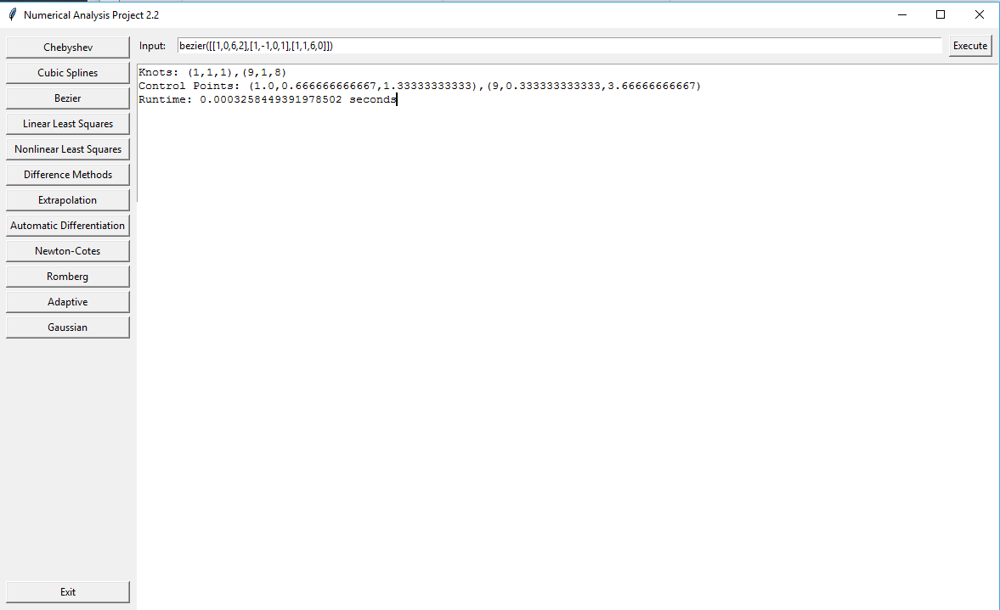 Numerical Analysis Project 2.2
Chebyshev
Cubic Splines
Bezier
Linear Least Squares
Nonlinear Least Squares
Difference Methods
Extrapolation
Automatic Differentiation
Newton-Cotes
Romberg
Adaptive
Gaussian
Exit
Input: bezier([[1,0,6,2],[1,-1,0,1],[1,1,6,0]]) Execute
Knots: (1,1,1),(9,1,8)
Control Points: (1.0,0.666666666667,1.33333333333),(9,0.333333333333,3.66666666667)
Runtime: 0.0003258449391978502 seconds